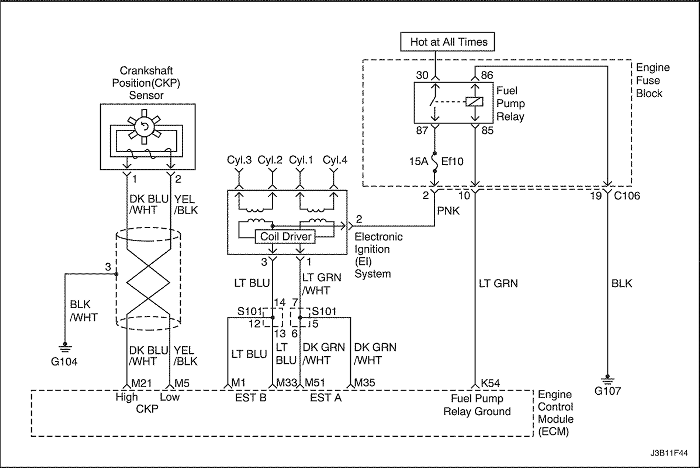 Hot at All Times
Crankshaft
Position(CKP)
Sensor
30
86
Engine
Fuse
Block
Fuel
Pump
Relay
87
85
15A
Ef10
Cyl.3
Cyl.2
Cyl.1
Cyl.4
1
2
2
10
19
C106
DK BLU
/WHT
YEL
/BLK
PNK
2
Coil Driver
Electronic
Ignition
(EI)
System
3
1
3
LT BLU
LT GRN
/WHT
LT GRN
BLK
BLK
/WHT
S101
14
7
S101
12
5
13
6
G104
DK BLU
/WHT
YEL
/BLK
LT BLU
LT
BLU
DK GRN
/WHT
DK GRN
/WHT
M21
M5
M1
M33
M51
M35
K54
G107
High
Low
CKP
EST B
EST A
Fuel Pump
Relay Ground
Engine
Control
Module
(ECM)
J3B11F44